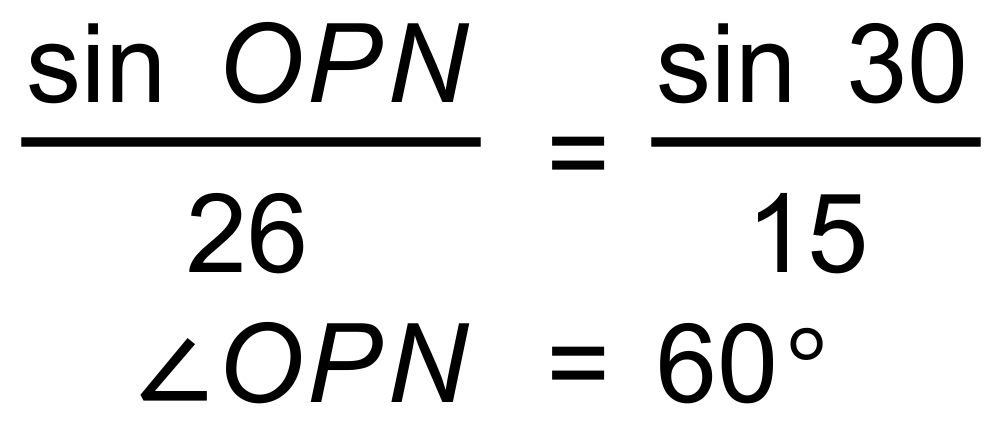 sin OPN / 26 = sin 30 / 15
∠OPN = 60°